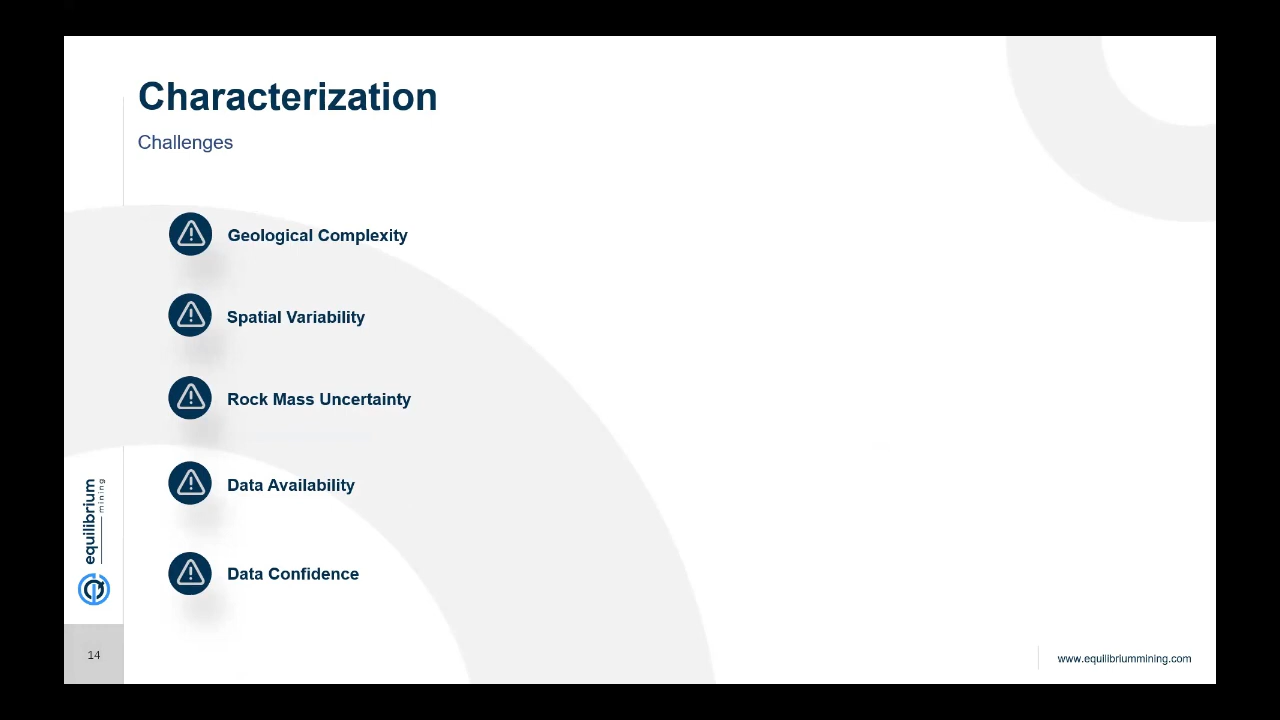 Characterization
Challenges
Geological Complexity
Spatial Variability
Rock Mass Uncertainty
Data Availability
Data Confidence
equilibrium
mining
14
www.equilibriummining.com